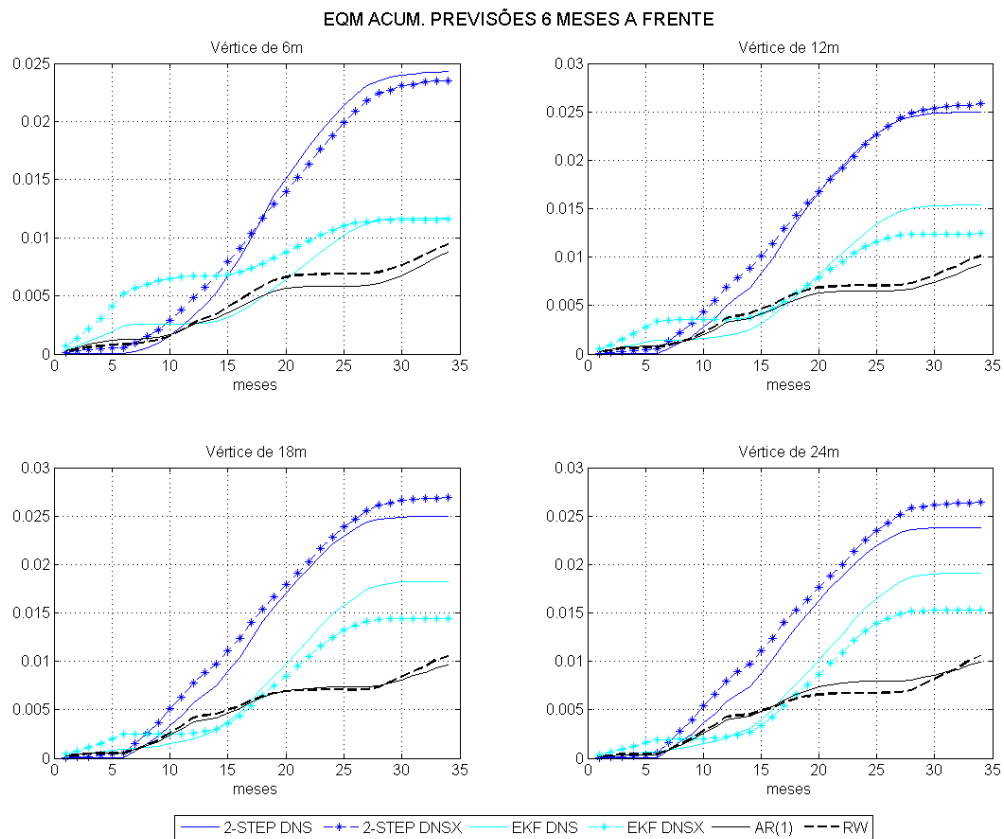 EQM ACUM. PREVISÕES 6 MESES A FRENTE
Vértice de 6m
0.025
0.02
0.015
0.01
0.005
0
0 5 10 15 20 25 30 35
meses
Vértice de 12m
0.03
0.025
0.02
0.015
0.01
0.005
0
0 5 10 15 20 25 30 35
meses
Vértice de 18m
0.03
0.025
0.02
0.015
0.01
0.005
0
0 5 10 15 20 25 30 35
meses
Vértice de 24m
0.03
0.025
0.02
0.015
0.01
0.005
0
0 5 10 15 20 25 30 35
meses
2-STEP DNS 2-STEP DNSX EKF DNS EKF DNSX AR(1) RW